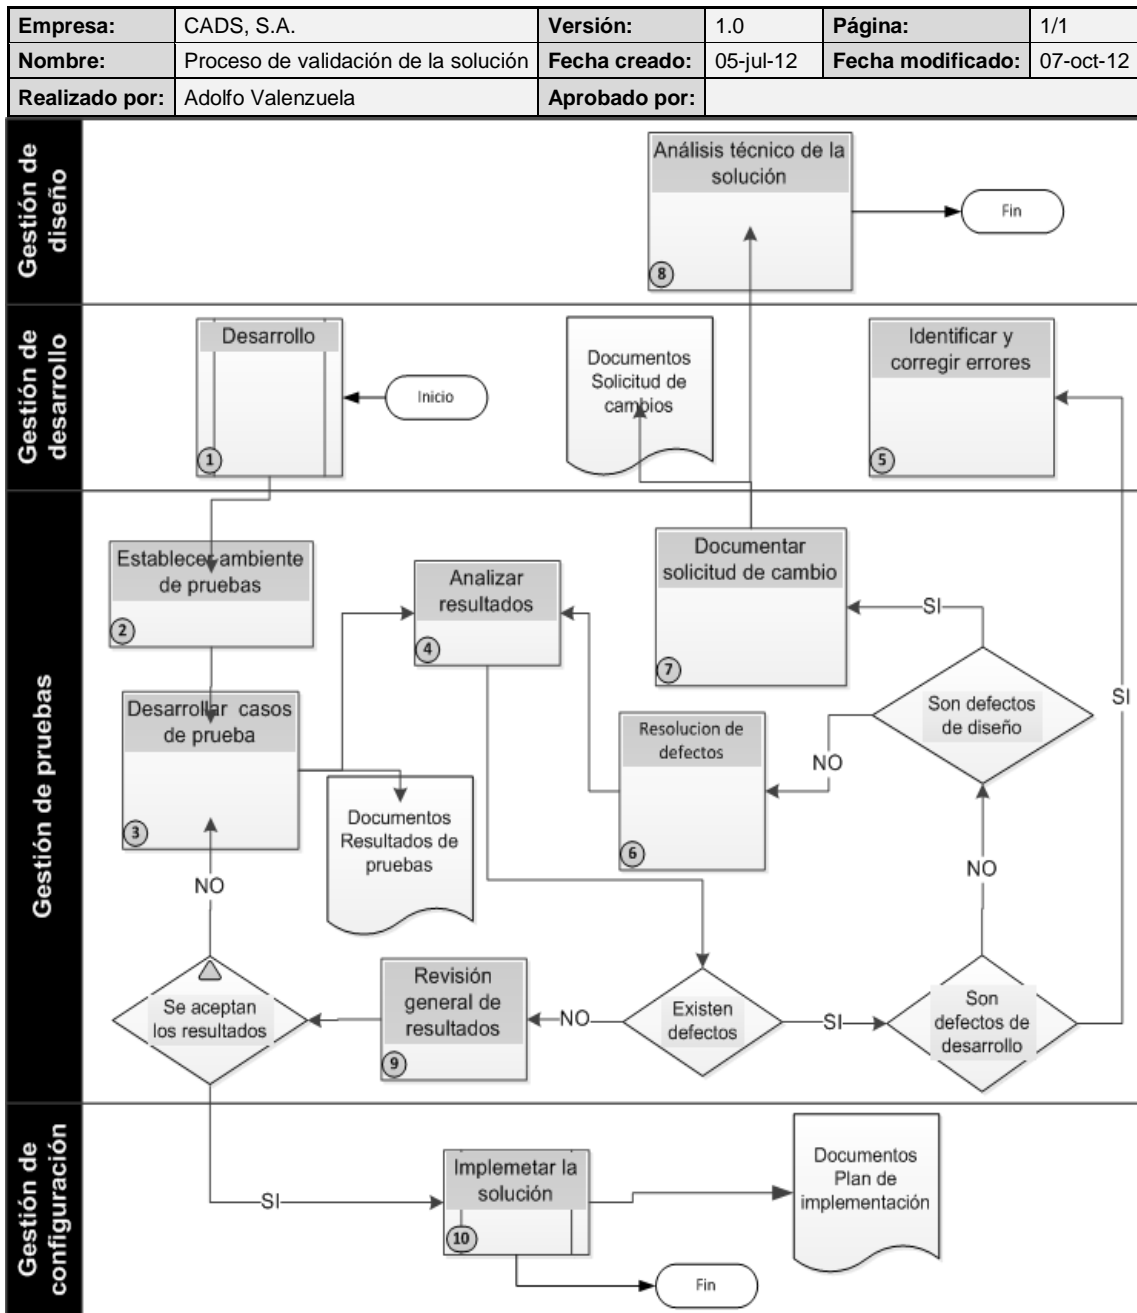 Empresa: CADS, S.A. Versión: 1.0 Página: 1/1
Nombre: Proceso de validación de la solución Fecha creado: 05-jul-12 Fecha modificado: 07-oct-12
Realizado por: Adolfo Valenzuela Aprobado por:
Gestión de
diseño
Análisis técnico de la
solución
8
Fin
Gestión de
desarrollo
Desarrollo
1
Inicio
Documentos
Solicitud de
cambios
Identificar y
corregir errores
5
Gestión de pruebas
Establecer ambiente
de pruebas
2
Analizar
resultados
4
Documentar
solicitud de cambio
7
SI
Desarrollar casos
de prueba
3
Documentos
Resultados de
pruebas
Resolucion de
defectos
6
NO
Son defectos
de diseño
SI
NO
NO
Se aceptan
los resultados
Revisión
general de
resultados
9
NO
Existen
defectos
SI
Son
defectos de
desarrollo
Gestión de
configuración
SI
Implemetar la
solución
10
Documentos
Plan de
implementación
Fin